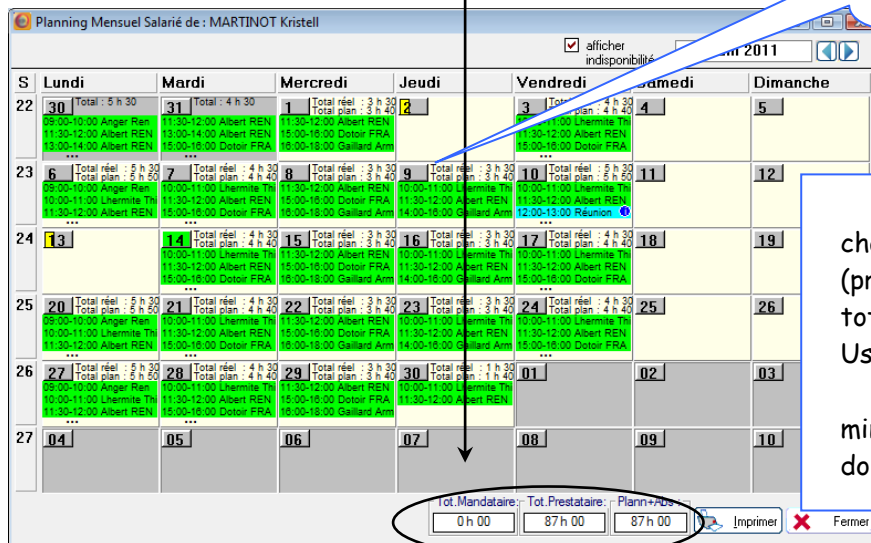 Planning Mensuel Salarié de : MARTINOT Kristell
afficher
indisponibilité
2011
S Lundi Mardi Mercredi Jeudi Vendredi Samedi Dimanche
22
30 Total : 5 h 30
09:00-10:00 Anger Ren
11:30-12:00 Albert REN
13:00-14:00 Albert REN
...
31 Total : 4 h 30
11:30-12:00 Albert REN
13:00-14:00 Albert REN
15:00-16:00 Dotoir FRA
...
1 Total réel : 3 h 30
Total plan : 3 h 40
11:30-12:00 Albert REN
15:00-16:00 Dotoir FRA
16:00-18:00 Gaillard Arm
2
3 Total réel : 4 h 30
Total plan : 4 h 40
10:00-11:00 Lhermite Thi
11:30-12:00 Albert REN
15:00-16:00 Dotoir FRA
...
4
5
23
6 Total réel : 5 h 30
Total plan : 5 h 50
09:00-10:00 Anger Ren
10:00-11:00 Lhermite Thi
11:30-12:00 Albert REN
...
7 Total réel : 4 h 30
Total plan : 4 h 40
10:00-11:00 Lhermite Thi
11:30-12:00 Albert REN
15:00-16:00 Dotoir FRA
...
8 Total réel : 3 h 30
Total plan : 3 h 40
11:30-12:00 Albert REN
15:00-16:00 Dotoir FRA
16:00-18:00 Gaillard Arm
9 Total réel : 3 h 30
Total plan : 3 h 40
10:00-11:00 Lhermite Thi
11:30-12:00 Albert REN
14:00-16:00 Gaillard Arm
10 Total réel : 5 h 30
Total plan : 5 h 50
10:00-11:00 Lhermite Thi
11:30-12:00 Albert REN
12:00-13:00 Réunion
...
11
12
24
13
14 Total réel : 4 h 30
Total plan : 4 h 40
10:00-11:00 Lhermite Thi
11:30-12:00 Albert REN
15:00-16:00 Dotoir FRA
...
15 Total réel : 3 h 30
Total plan : 3 h 40
11:30-12:00 Albert REN
15:00-16:00 Dotoir FRA
16:00-18:00 Gaillard Arm
16 Total réel : 3 h 30
Total plan : 3 h 40
10:00-11:00 Lhermite Thi
11:30-12:00 Albert REN
14:00-16:00 Gaillard Arm
17 Total réel : 4 h 30
Total plan : 4 h 40
10:00-11:00 Lhermite Thi
11:30-12:00 Albert REN
15:00-16:00 Dotoir FRA
...
18
19
25
20 Total réel : 5 h 30
Total plan : 5 h 50
09:00-10:00 Anger Ren
10:00-11:00 Lhermite Thi
11:30-12:00 Albert REN
...
21 Total réel : 4 h 30
Total plan : 4 h 40
10:00-11:00 Lhermite Thi
11:30-12:00 Albert REN
15:00-16:00 Dotoir FRA
...
22 Total réel : 3 h 30
Total plan : 3 h 40
11:30-12:00 Albert REN
15:00-16:00 Dotoir FRA
16:00-18:00 Gaillard Arm
23 Total réel : 3 h 30
Total plan : 3 h 40
10:00-11:00 Lhermite Thi
11:30-12:00 Albert REN
14:00-16:00 Gaillard Arm
24 Total réel : 4 h 30
Total plan : 4 h 40
10:00-11:00 Lhermite Thi
11:30-12:00 Albert REN
15:00-16:00 Dotoir FRA
...
25
26
26
27 Total réel : 5 h 30
Total plan : 5 h 50
09:00-10:00 Anger Ren
10:00-11:00 Lhermite Thi
11:30-12:00 Albert REN
...
28 Total réel : 4 h 30
Total plan : 4 h 40
10:00-11:00 Lhermite Thi
11:30-12:00 Albert REN
15:00-16:00 Dotoir FRA
...
29 Total réel : 3 h 30
Total plan : 3 h 40
11:30-12:00 Albert REN
15:00-16:00 Dotoir FRA
16:00-18:00 Gaillard Arm
30 Total réel : 1 h 30
Total plan : 1 h 40
10:00-11:00 Lhermite Thi
11:30-12:00 Albert REN
01
02
03
27
04
05
06
07
08
09
10
Tot.Mandataire: Tot.Prestataire: Plann+Abs :
0 h 00 87 h 00 87 h 00 Imprimer Fermer